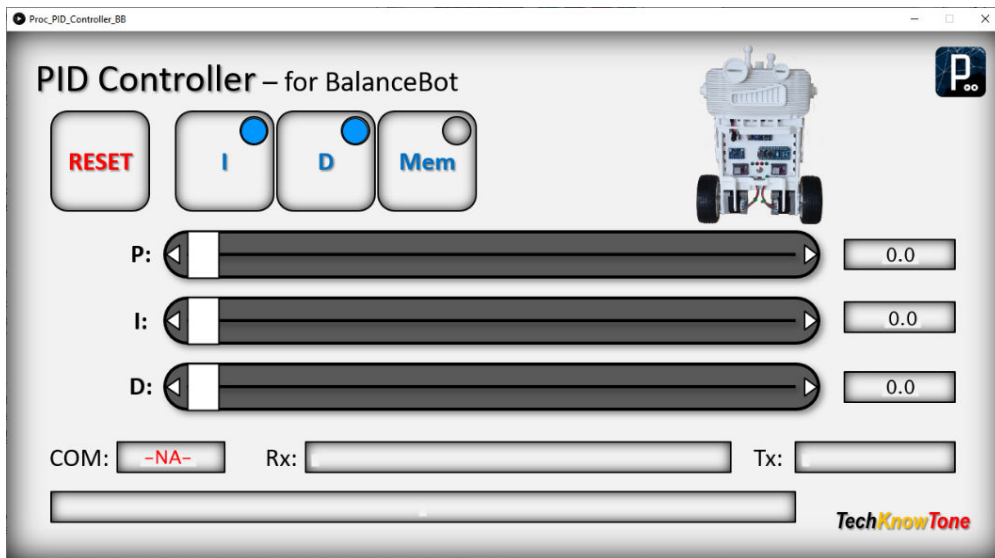 Proc_PID_Controller_BB
PID Controller – for BalanceBot
RESET
I
D
Mem
P:
0.0
I:
0.0
D:
0.0
COM:
-NA-
Rx:
Tx:
TechKnowTone